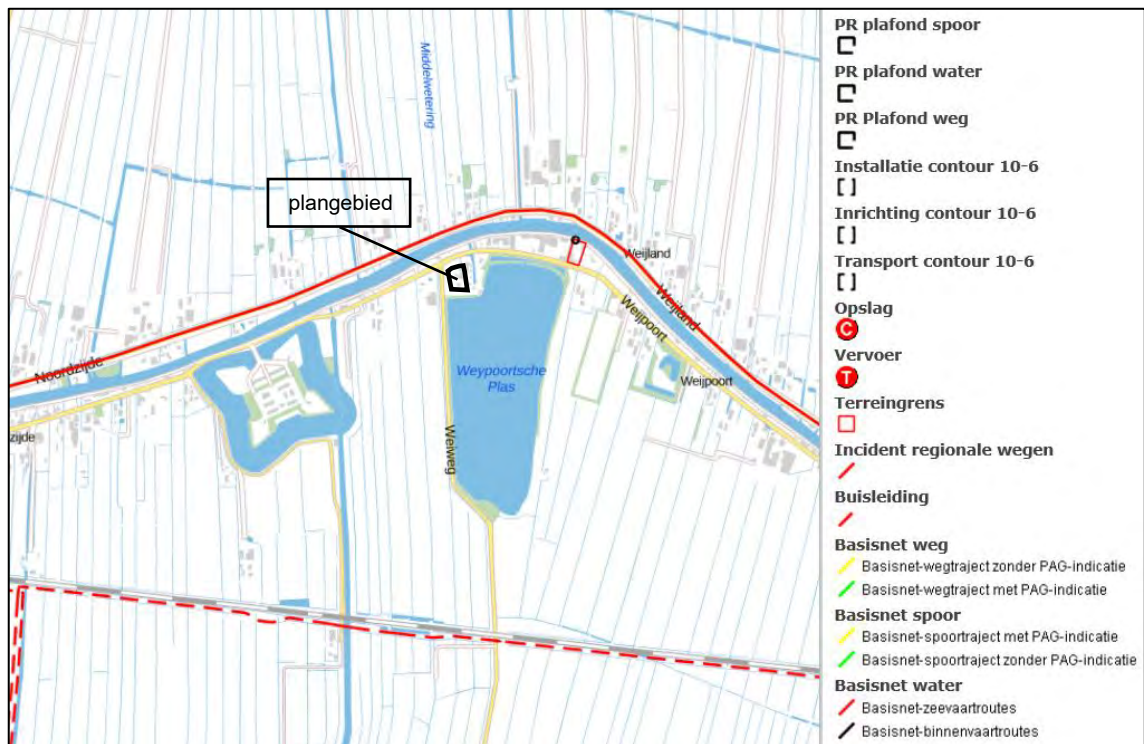 Middelwetering
plangebied
Weijland
Weijland
Noordzijde
Weijpoort
Weypoortsche
Plas
Weijpoort
zijde
Weiweg
PR plafond spoor
PR plafond water
PR Plafond weg
Installatie contour 10-6
Inrichting contour 10-6
Transport contour 10-6
Opslag
C
Vervoer
T
Terreingrens
Incident regionale wegen
Buisleiding
Basisnet weg
Basisnet-wegtraject zonder PAG-indicatie
Basisnet-wegtraject met PAG-indicatie
Basisnet spoor
Basisnet-spoortraject met PAG-indicatie
Basisnet-spoortraject zonder PAG-indicatie
Basisnet water
Basisnet-zeevaartroutes
Basisnet-binnenvaartroutes